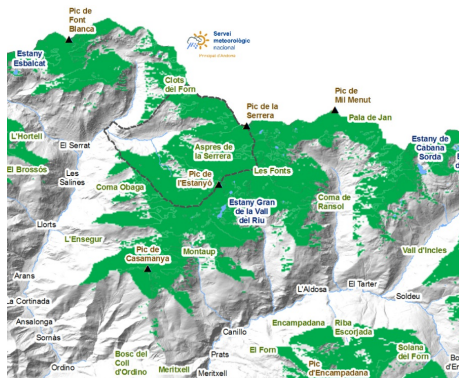 Pic de
Font
Blanca
Servei
meteorològic
nacional
Principat d'Andorra
Estany
Esbalcat
Clots
del Forn
Pic de la
Serrera
Pic de
Mil Menut
Pala de Jan
L'Hortell
El Serrat
Aspres de
la Serrera
Estany de
Cabana
Sorda
El Brossós
Les
Salines
Coma Obaga
Pic de
l'Estanyó
Les Fonts
Estany Gran
de la Vall
del Riu
Coma de
Ransol
Llorts
L'Ensegur
Pic de
Casamanya
Montaup
Vall d'Incles
Arans
La Cortinada
Ansalonga
Sornàs
Ordino
L'Aldosa
El Tarter
Soldeu
Canillo
Encampadana
Riba
Escorjada
Prats
El Forn
Solana
del Forn
Bosc del
Coll
d'Ordino
Meritxell
Meritxell
Pic
d'Encampadana